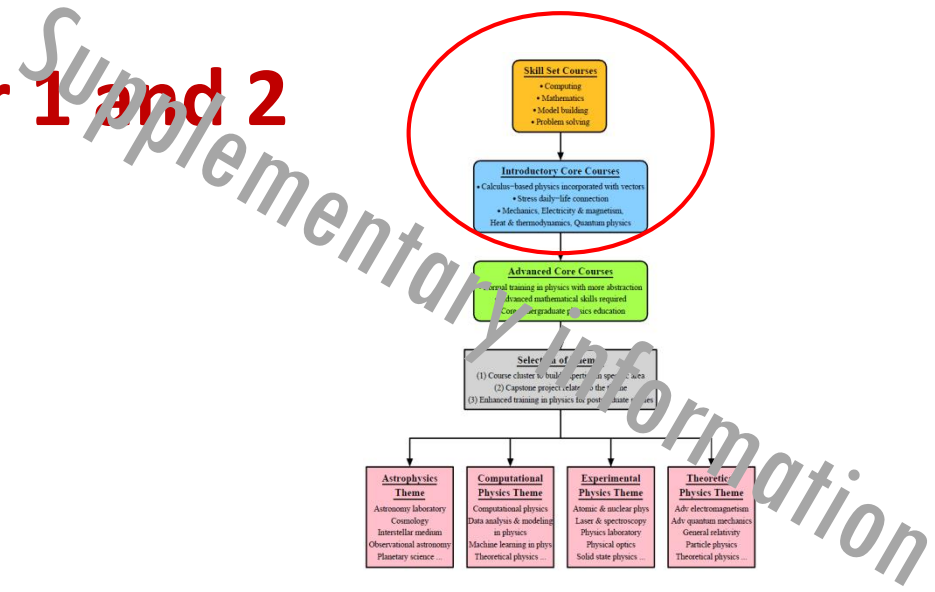 1 and 2
Supplementary information
Skill Set Courses
• Computing
• Mathematics
• Model building
• Problem solving
Introductory Core Courses
• Calculus-based physics incorporated with vectors
• Stress daily-life connection
• Mechanics, Electricity & magnetism,
Heat & thermodynamics, Quantum physics
Advanced Core Courses
training in physics with more abstraction
mathematical skills required
education
Selection of
(1) Course cluster to build area
(2) Capstone project related to the
(3) Enhanced training in physics for
Astrophysics
Theme
Astronomy laboratory
Cosmology
Interstellar medium
Observational astronomy
Planetary science ...
Computational
Physics Theme
Computational physics
Data analysis & modeling
in physics
Machine learning in phys
Theoretical physics ...
Experimental
Physics Theme
Atomic & nuclear phys
Laser & spectroscopy
Physics laboratory
Physical optics
Solid state physics ...
Physics Theme
Adv electromagnetism
Adv quantum mechanics
General relativity
Particle physics
Theoretical physics ...